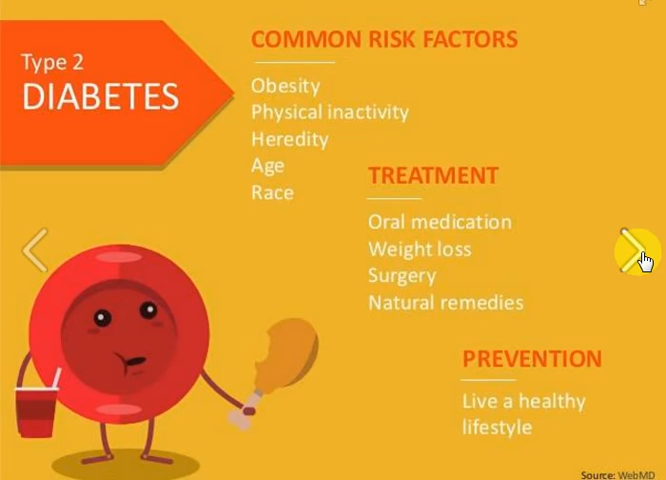 Type 2
DIABETES
COMMON RISK FACTORS
Obesity
Physical inactivity
Heredity
Age
Race
TREATMENT
Oral medication
Weight loss
Surgery
Natural remedies
PREVENTION
Live a healthy
lifestyle
Source: WebMD